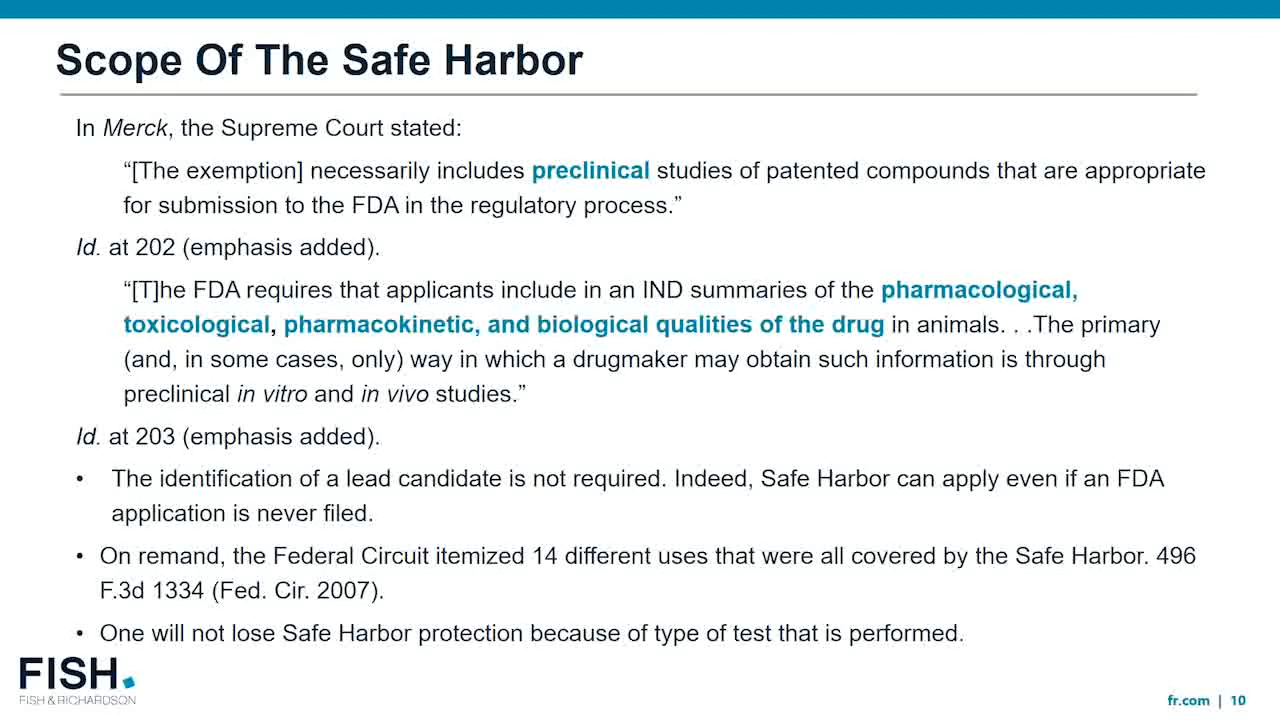 Scope Of The Safe Harbor
In Merck, the Supreme Court stated:
“[The exemption] necessarily includes preclinical studies of patented compounds that are appropriate
for submission to the FDA in the regulatory process.”
Id. at 202 (emphasis added).
“[T]he FDA requires that applicants include in an IND summaries of the pharmacological,
toxicological, pharmacokinetic, and biological qualities of the drug in animals. . .The primary
(and, in some cases, only) way in which a drugmaker may obtain such information is through
preclinical in vitro and in vivo studies.”
Id. at 203 (emphasis added).
• The identification of a lead candidate is not required. Indeed, Safe Harbor can apply even if an FDA
application is never filed.
• On remand, the Federal Circuit itemized 14 different uses that were all covered by the Safe Harbor. 496
F.3d 1334 (Fed. Cir. 2007).
• One will not lose Safe Harbor protection because of type of test that is performed.
FISH.
FISH & RICHARDSON
fr.com | 10